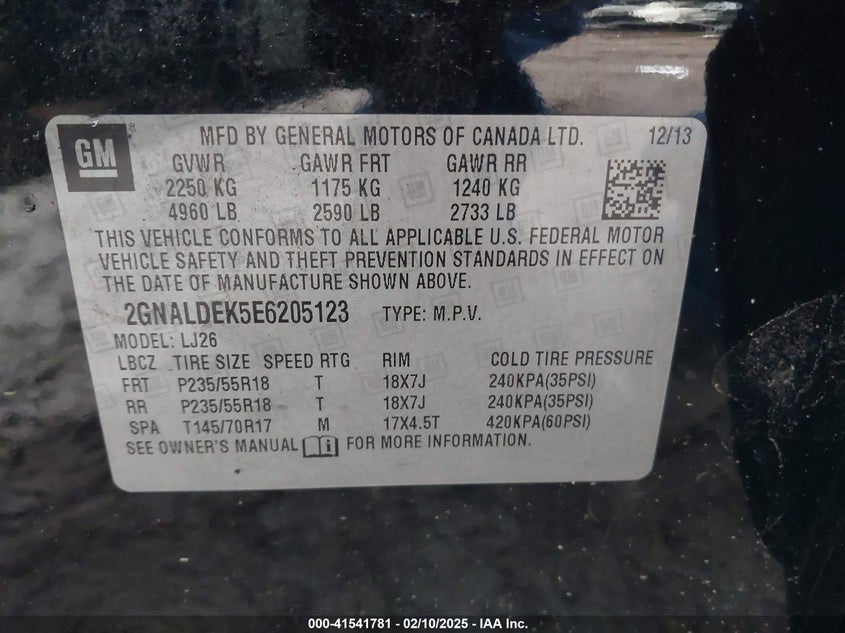 GM
MFD BY GENERAL MOTORS OF CANADA LTD. 12/13
GVWR GAWR FRT GAWR RR
2250 KG 1175 KG 1240 KG
4960 LB 2590 LB 2733 LB
THIS VEHICLE CONFORMS TO ALL APPLICABLE U.S. FEDERAL MOTOR
VEHICLE SAFETY AND THEFT PREVENTION STANDARDS IN EFFECT ON
THE DATE OF MANUFACTURE SHOWN ABOVE.
2GNALDEK5E6205123 TYPE: M.P.V.
MODEL: LJ26
LBCZ TIRE SIZE SPEED RTG RIM COLD TIRE PRESSURE
FRT P235/55R18 T 18X7J 240KPA(35PSI)
RR P235/55R18 T 18X7J 240KPA(35PSI)
SPA T145/70R17 M 17X4.5T 420KPA(60PSI)
SEE OWNER'S MANUAL FOR MORE INFORMATION.
000-41541781 - 02/10/2025 - IAA Inc.